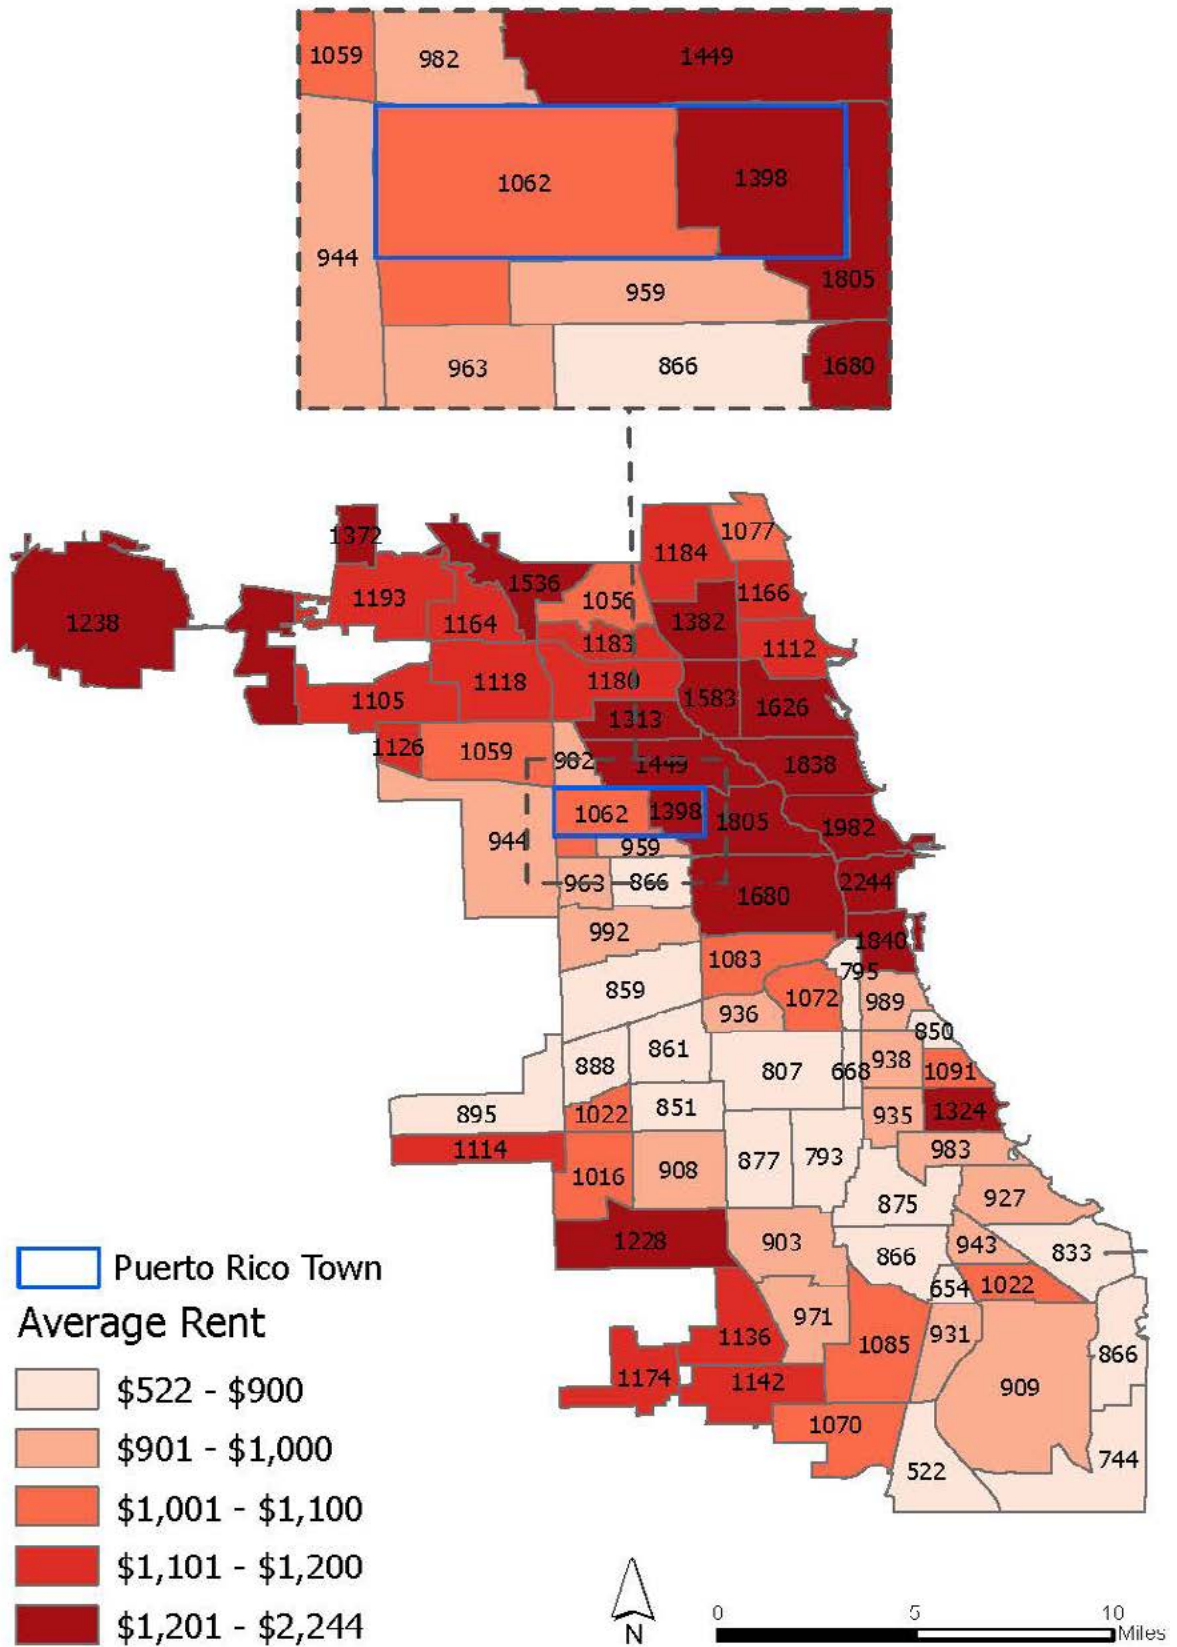 1059 982 1449
1062 1398
944 959 1805
963 866 1680
1372 1184 1077
1238 1193 1164 1536 1056 1382 1166
1183 1112
1105 1118 1180 1583 1626
1313
1126 1059 982 1449 1838
1062 1398 1805 1982
944 959
963 866 1680 2244
992 1083 1840
795
859 936 1072 989
850
888 861 807 668 938 1091
895 1022 851 935 1324
1114 1016 908 877 793 983
875 927
1228 903 866 943 833
654 1022
971
1136 1085 931 866
1174 1142 909
1070
522 744
Puerto Rico Town
Average Rent
$522 - $900
$901 - $1,000
$1,001 - $1,100
$1,101 - $1,200
$1,201 - $2,244
N
0 5 10
Miles